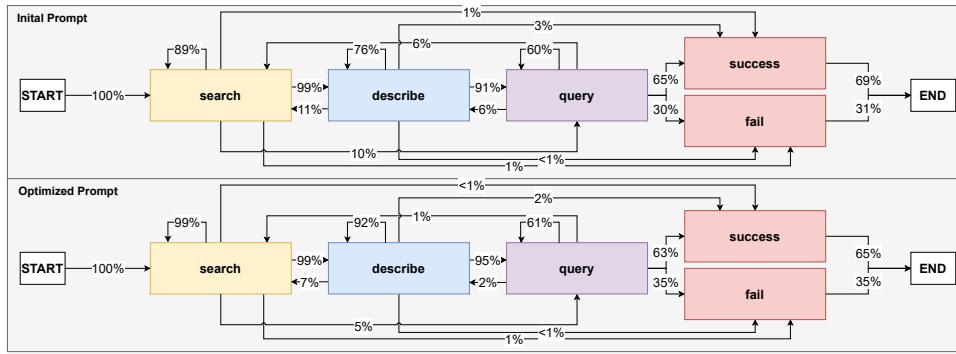 Inital Prompt
1%
3%
89%
76%
6%
60%
success
65%
69%
START
100%
search
99%
describe
91%
query
END
11%
6%
30%
31%
fail
10%
<1%
1%
Optimized Prompt
<1%
2%
99%
92%
1%
61%
success
63%
65%
START
100%
search
99%
describe
95%
query
END
7%
2%
35%
35%
fail
5%
<1%
1%